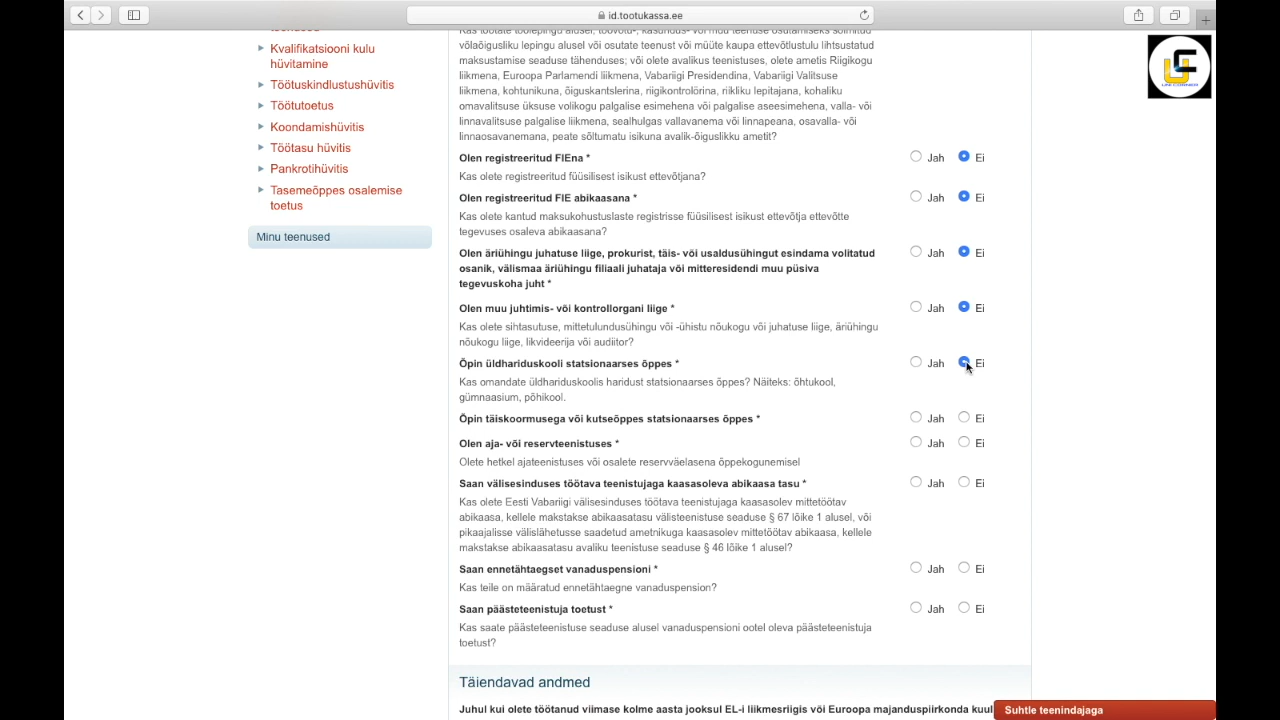 id.tootukassa.ee
Kvalifikatsiooni kulu
hüvitamine
Töötuskindlustushüvitis
Töötutoetus
Koondamishüvitis
Töötasu hüvitis
Pankrotihüvitis
Tasemeõppes osalemise
toetus
Minu teenused
Kas töötate töölepingu alusel, töövõtu-, käsundus- või muu teenuse osutamiseks sõlmitud
võlaõigusliku lepingu alusel või osutate teenust või müüte kaupa ettevõtlustulu lihtsustatud
maksustamise seaduse tähenduses; või olete avalikus teenistuses, olete ametis Riigikogu
liikmena, Euroopa Parlamendi liikmena, Vabariigi Presidendina, Vabariigi Valitsuse
liikmena, kohtunikuna, õiguskantslerina, riigikontrolörina, riikliku lepitajana, kohaliku
omavalitsuse üksuse volikogu palgalise esimehena või palgalise aseesimehena, valla- või
linnavalitsuse palgalise liikmena, sealhulgas vallavanema või linnapeana, osavalla- või
linnaosavanemana, peate sõltumatu isikuna avalik-õiguslikku ametit?
Olen registreeritud FIEna * Jah Ei
Kas olete registreeritud füüsilisest isikust ettevõtjana?
Olen registreeritud FIE abikaasana * Jah Ei
Kas olete kantud maksukohustuslaste registrisse füüsilisest isikust ettevõtja ettevõtte
tegevuses osaleva abikaasana?
Olen äriühingu juhatuse liige, prokurist, täis- või usaldusühingut esindama volitatud Jah Ei
osanik, välismaa äriühingu filiaali juhataja või mitteresidendi muu püsiva
tegevuskoha juht *
Olen muu juhtimis- või kontrollorgani liige * Jah Ei
Kas olete sihtasutuse, mittetulundusühingu või -ühistu nõukogu või juhatuse liige, äriühingu
nõukogu liige, likvideerija või audiitor?
Õpin üldhariduskooli statsionaarses õppes * Jah Ei
Kas omandate üldhariduskoolis haridust statsionaarses õppes? Näiteks: õhtukool,
gümnaasium, põhikool.
Õpin täiskoormusega või kutseõppes statsionaarses õppes * Jah Ei
Olen aja- või reservteenistuses * Jah Ei
Olete hetkel ajateenistuses või osalete reservväelasena õppekogunemisel
Saan välisesinduses töötava teenistujaga kaasasoleva abikaasa tasu * Jah Ei
Kas olete Eesti Vabariigi välisesinduses töötava teenistujaga kaasasolev mittetöötav
abikaasa, kellele makstakse abikaasatasu välisteenistuse seaduse § 67 lõike 1 alusel, või
pikaajalisse välislähetusse saadetud ametnikuga kaasasolev mittetöötav abikaasa, kellele
makstakse abikaasatasu avaliku teenistuse seaduse § 46 lõike 1 alusel?
Saan ennetähtaegset vanaduspensioni * Jah Ei
Kas teile on määratud ennetähtaegne vanaduspension?
Saan päästeteenistuja toetust * Jah Ei
Kas saate päästeteenistuse seaduse alusel vanaduspensioni ootel oleva päästeteenistuja
toetust?
Täiendavad andmed
Juhul kui olete töötanud viimase kolme aasta jooksul EL-i liikmesriigis või Euroopa majanduspiirkonda kuul
Suhtle teenindajaga